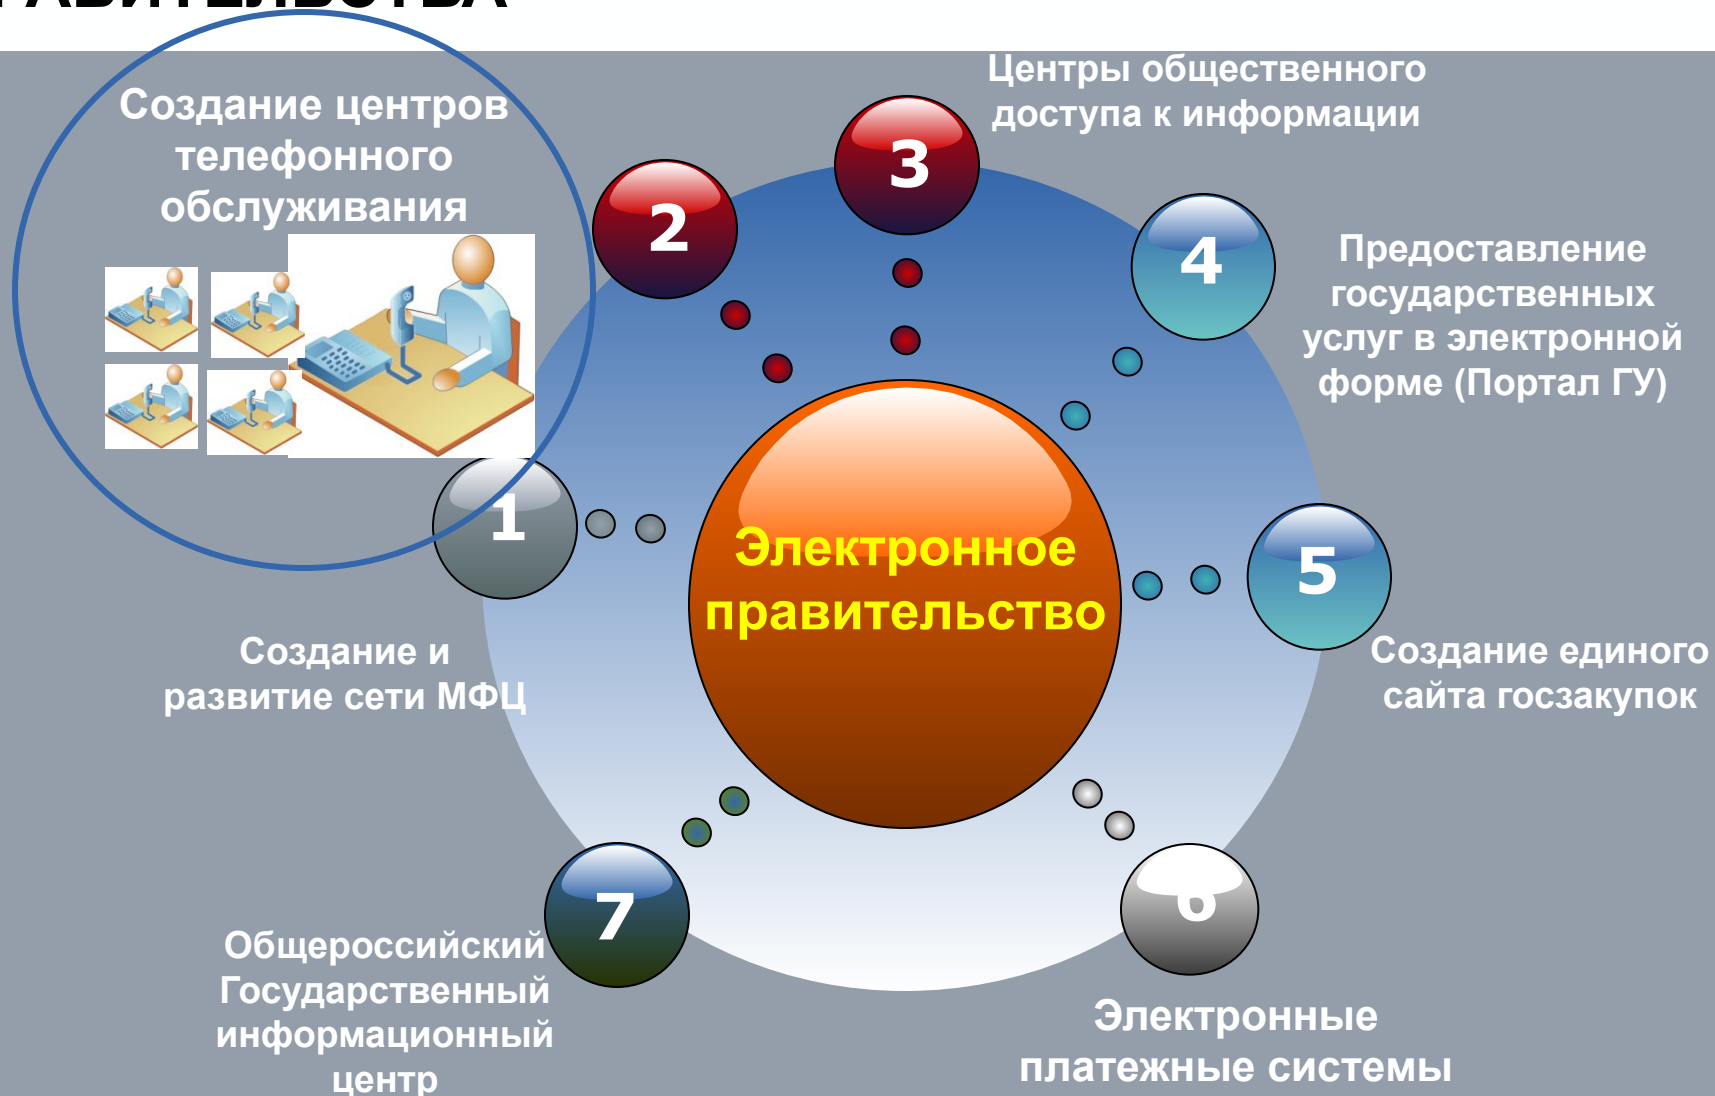 Создание центров
телефонного
обслуживания
2
3
Центры общественного
доступа к информации
4
Предоставление
государственных
услуг в электронной
форме (Портал ГУ)
1
Электронное
правительство
5
Создание и
развитие сети МФЦ
Создание единого
сайта госзакупок
7
6
Общероссийский
Государственный
информационный
центр
Электронные
платежные системы